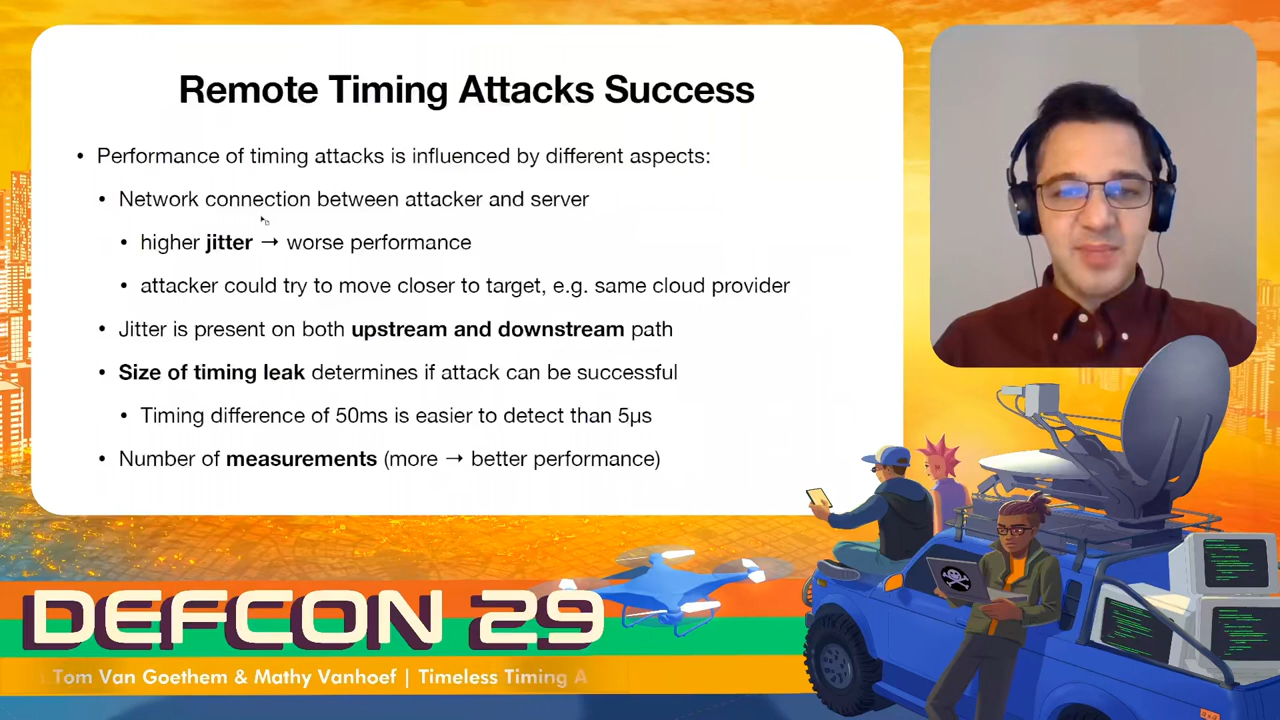 Remote Timing Attacks Success
• Performance of timing attacks is influenced by different aspects:
• Network connection between attacker and server
• higher jitter → worse performance
• attacker could try to move closer to target, e.g. same cloud provider
• Jitter is present on both upstream and downstream path
• Size of timing leak determines if attack can be successful
• Timing difference of 50ms is easier to detect than 5µs
• Number of measurements (more → better performance)
DEFCON 29
Tom Van Goethem & Mathy Vanhoef | Timeless Timing A